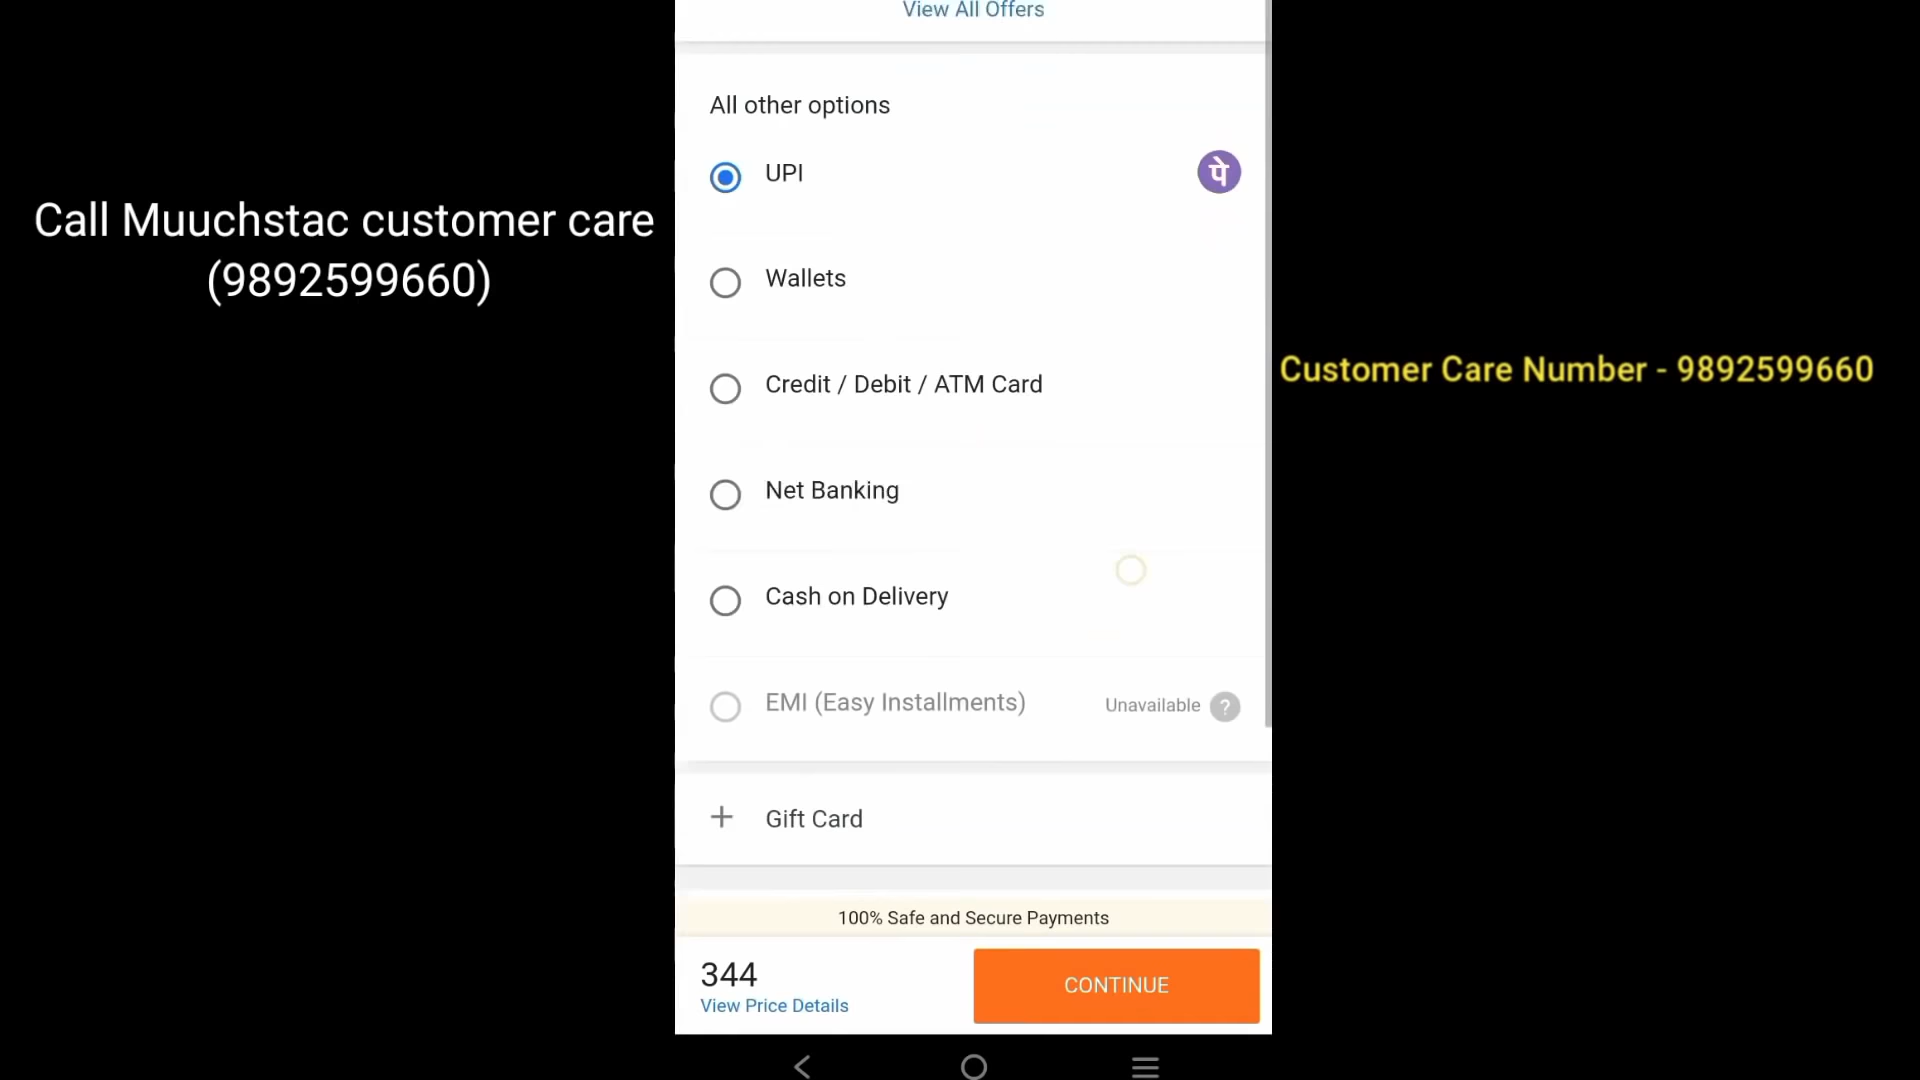 View All Offers
All other options
UPI
पे
Wallets
Credit / Debit / ATM Card
Net Banking
Cash on Delivery
EMI (Easy Installments)
Unavailable ?
+ Gift Card
100% Safe and Secure Payments
344
View Price Details
CONTINUE
Call Muuchstac customer care
(9892599660)
Customer Care Number - 9892599660